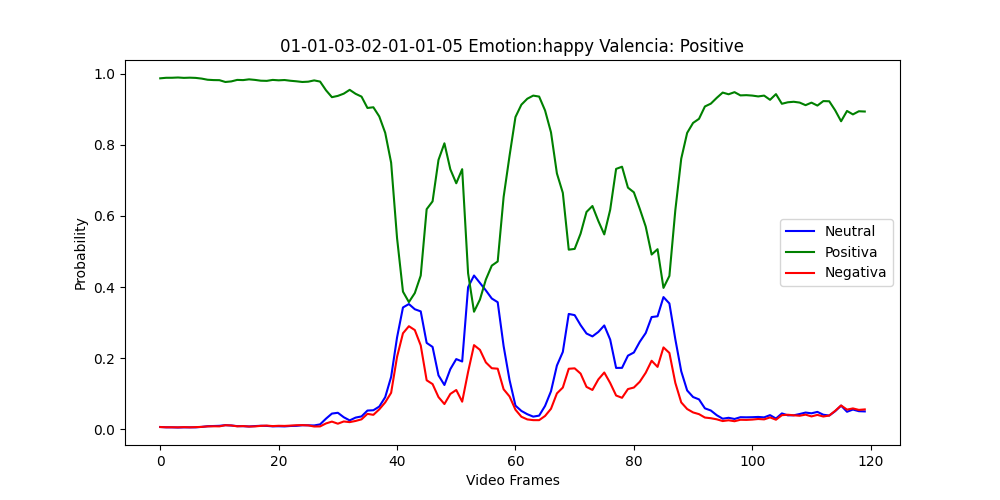 01-01-03-02-01-01-05 Emotion:happy Valencia: Positive
1.0
0.8
0.6
0.4
0.2
0.0
Probability
Neutral
Positiva
Negativa
0 20 40 60 80 100 120
Video Frames